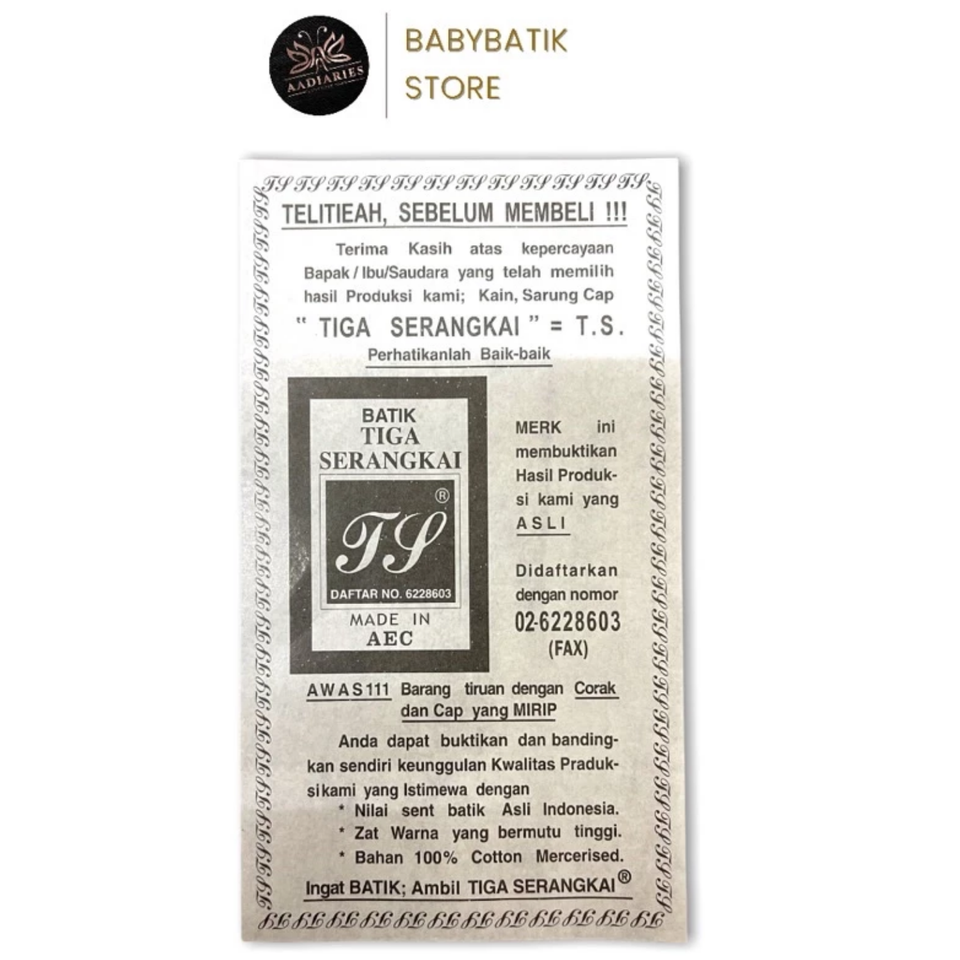 AADIARIES
BABYBATIK
STORE
TELITIEAH, SEBELUM MEMBELI !!!
Terima Kasih atas kepercayaan
Bapak / Ibu/Saudara yang telah memilih
hasil Produksi kami; Kain, Sarung Cap
" TIGA SERANGKAI " = T.S.
Perhatikanlah Baik-baik
BATIK
TIGA
SERANGKAI
®
TS
DAFTAR NO. 6228603
MADE IN
AEC
MERK ini
membuktikan
Hasil Produk-
si kami yang
ASLI
Didaftarkan
dengan nomor
02-6228603
(FAX)
AWAS111 Barang tiruan dengan Corak
dan Cap yang MIRIP
Anda dapat buktikan dan banding-
kan sendiri keunggulan Kwalitas Praduk-
sikami yang Istimewa dengan
* Nilai sent batik Asli Indonesia.
* Zat Warna yang bermutu tinggi.
* Bahan 100% Cotton Mercerised.
Ingat BATIK; Ambil TIGA SERANGKAI®